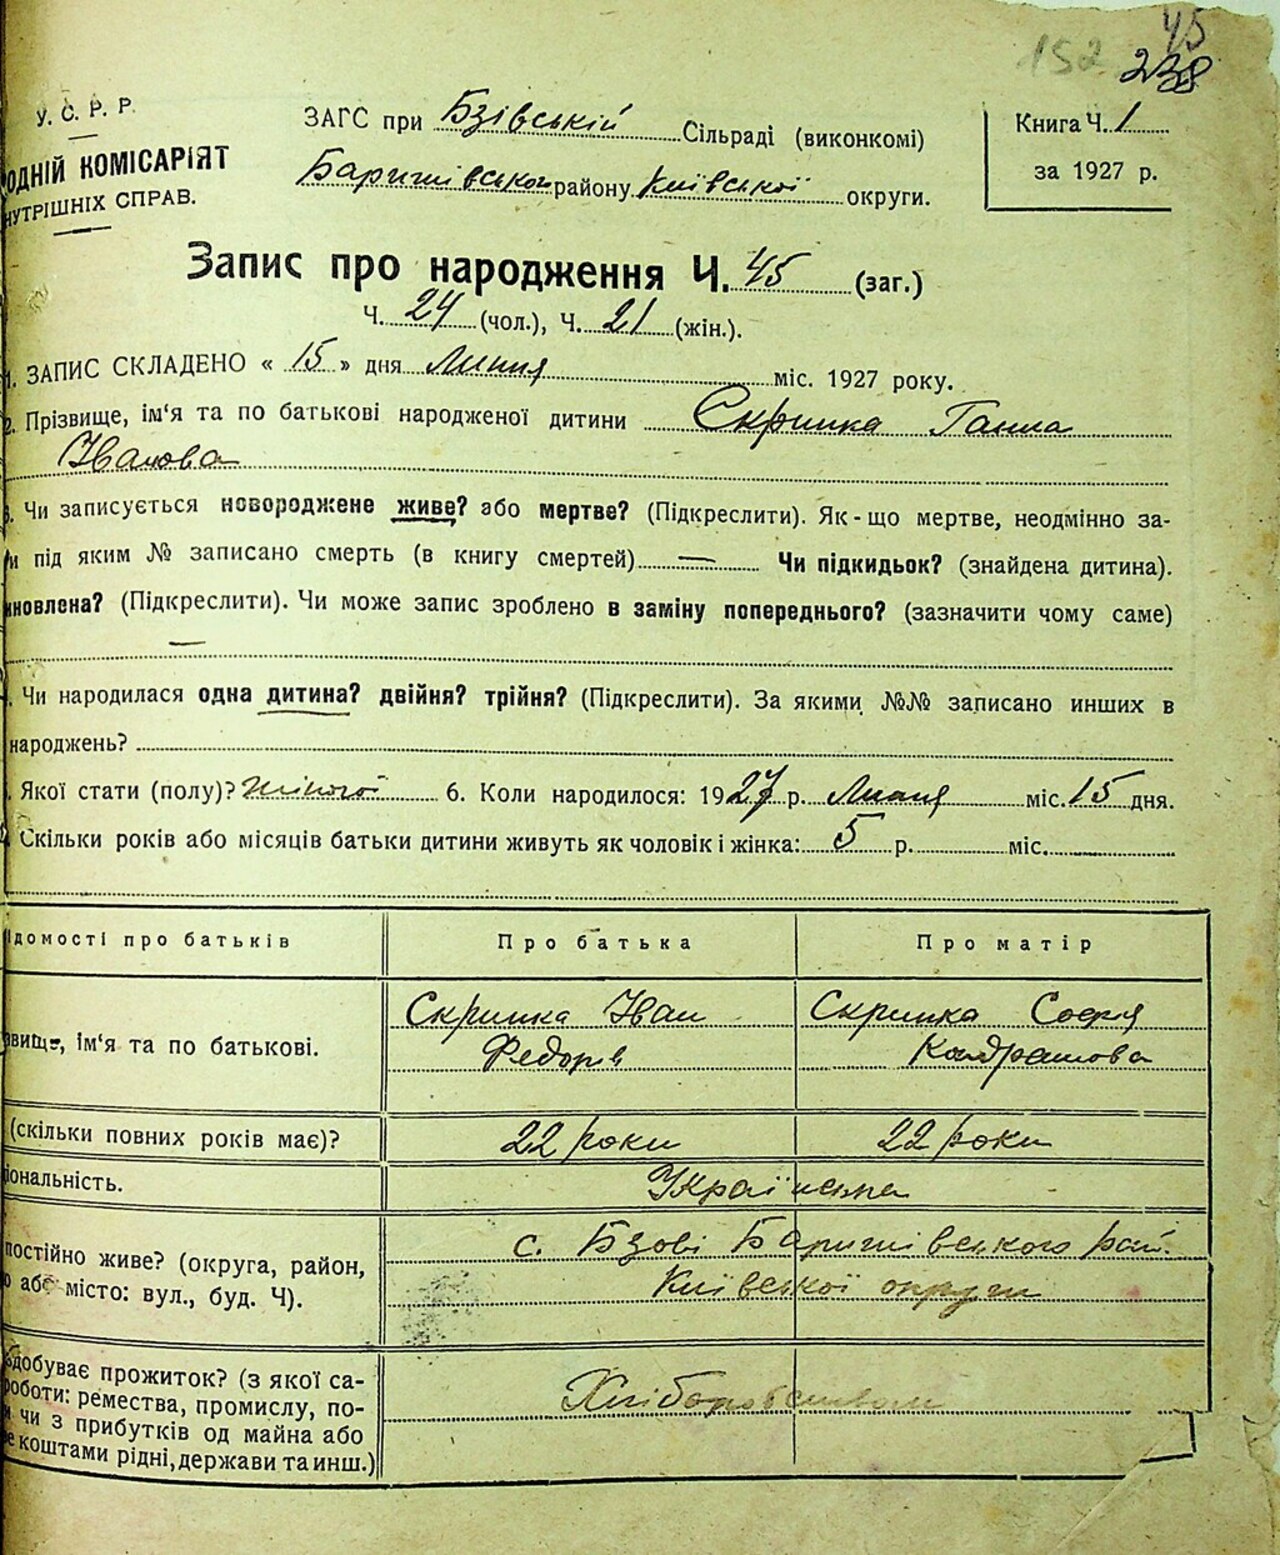 45
152 238
У. С. Р. Р.
ОДНІЙ КОМІСАРІЯТ
НУТРІШНІХ СПРАВ.
ЗАГС при Бзівській Сільраді (виконкомі)
Баришівськой району Київської округи.
Книга Ч. 1
за 1927 р.
Запис про народження Ч. 45 (заг.)
Ч. 24 (чол.), Ч. 21 (жін.).
1. ЗАПИС СКЛАДЕНО « 15 » дня Липня міс. 1927 року.
2. Прізвище, ім'я та по батькові народженої дитини Скрипка Ганна
Іванова
3. Чи записується новороджене живе? або мертве? (Підкреслити). Як-що мертве, неодмінно за-
и під яким № записано смерть (в книгу смертей) — Чи підкидьок? (знайдена дитина).
новлена? (Підкреслити). Чи може запис зроблено в заміну попереднього? (зазначити чому саме)
—
. Чи народилася одна дитина? двійня? трійня? (Підкреслити). За якими №№ записано инших в
народжень?
. Якої стати (полу)? жіночої 6. Коли народилося: 1927 р. Липня міс. 15 дня.
Скільки років або місяців батьки дитини живуть як чоловік і жінка: 5 р. міс.
ідомості про батьків Про батька Про матір
Скрипка Іван Скрипка Софія
звище, ім'я та по батькові. Федорів Кондратова
(скільки повних років має)? 22 роки 22 роки
іональність. Українська
с. Бзові Баришівського рай.
постійно живе? (округа, район,
Київської округи
о або місто: вул., буд. Ч).
здобуває прожиток? (з якої са-
роботи: ремества, промислу, по- Хліборобством
и чи з прибутків од майна або
е коштами рідні, держави та инш.)